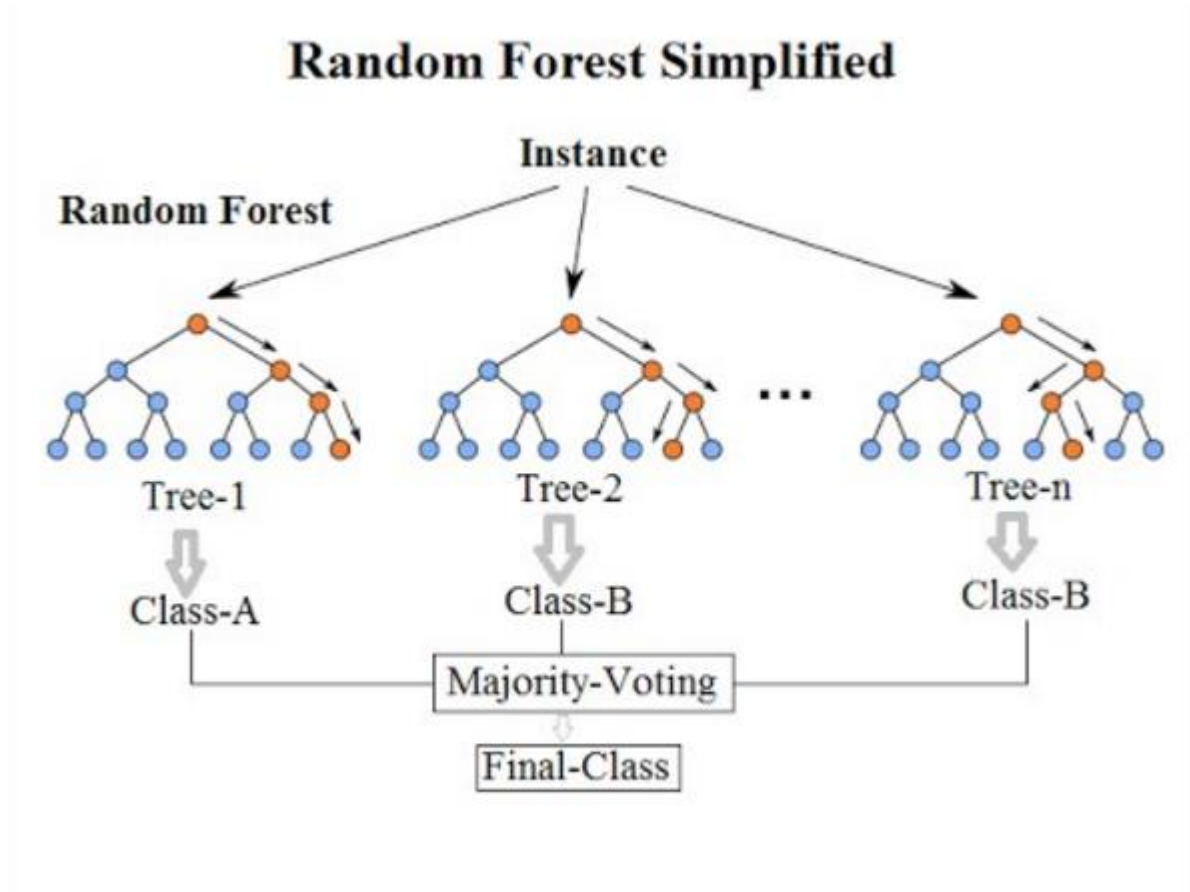 Random Forest Simplified
Instance
Random Forest
...
Tree-1
Tree-2
Tree-n
Class-A
Class-B
Class-B
Majority-Voting
Final-Class